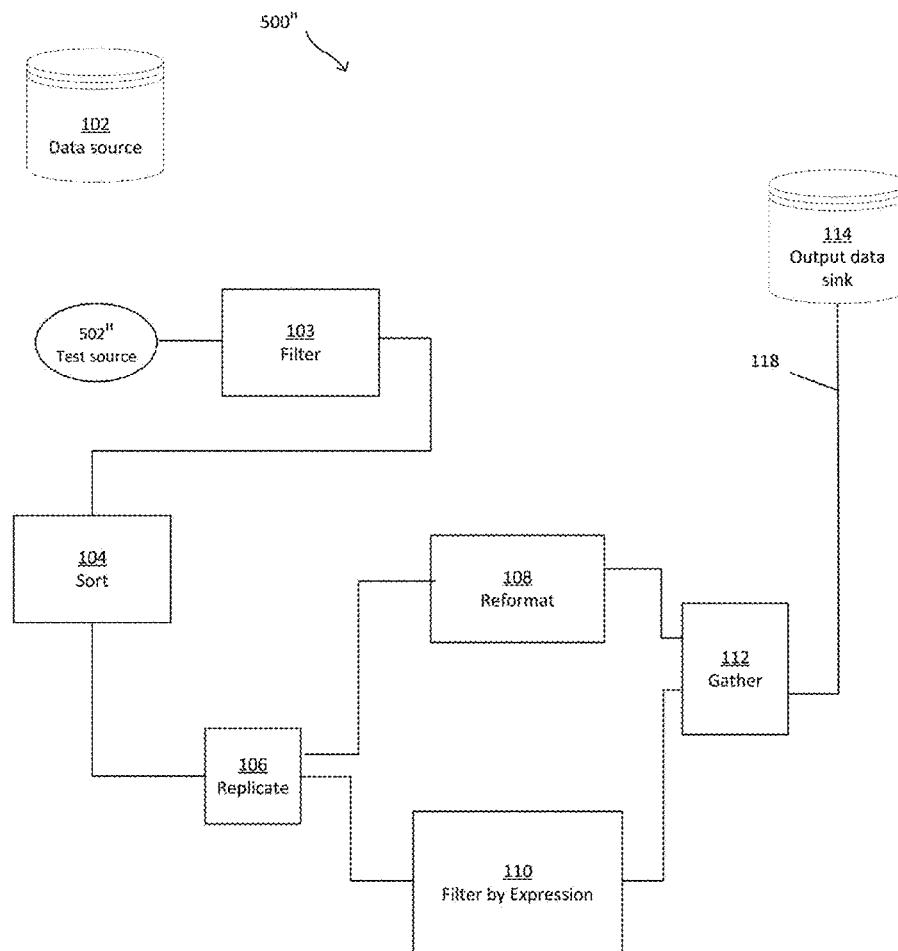 500"
102
Data source
114
Output data
sink
502"
Test source
103
Filter
118
104
Sort
108
Reformat
112
Gather
106
Replicate
110
Filter by Expression